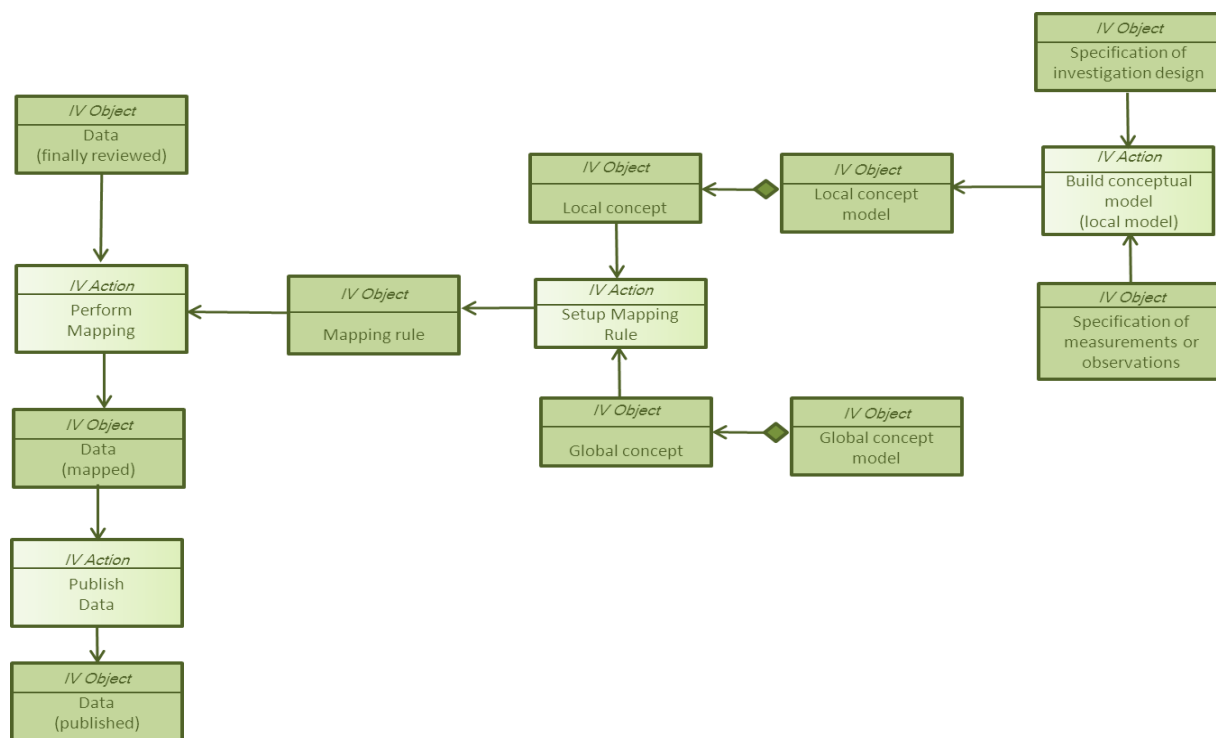 IV Object
Specification of
investigation design
IV Object
Data
(finally reviewed)
IV Action
Build conceptual
model
(local model)
IV Object
Local concept
IV Object
Local concept
model
IV Action
Perform
Mapping
IV Object
Mapping rule
IV Action
Setup Mapping
Rule
IV Object
Specification of
measurements or
observations
IV Object
Global concept
IV Object
Global concept
model
IV Object
Data
(mapped)
IV Action
Publish
Data
IV Object
Data
(published)